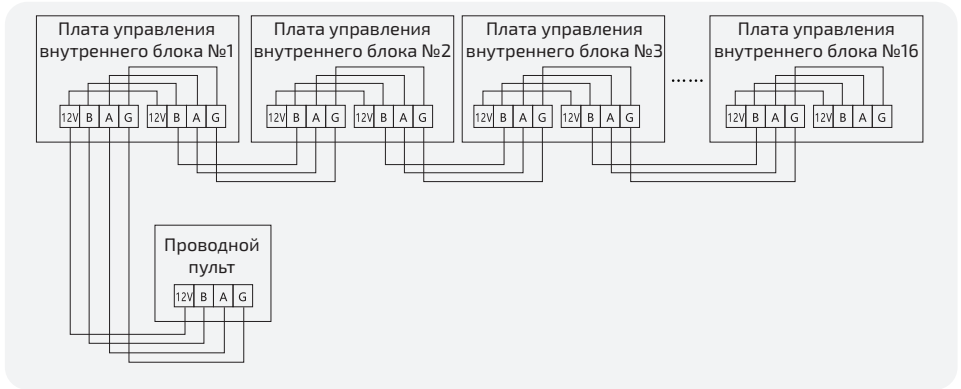 Плата управления
внутреннего блока №1
Плата управления
внутреннего блока №2
Плата управления
внутреннего блока №3
......
Плата управления
внутреннего блока №16
12V B A G 12V B A G
12V B A G 12V B A G
12V B A G 12V B A G
12V B A G 12V B A G
Проводной
пульт
12V B A G